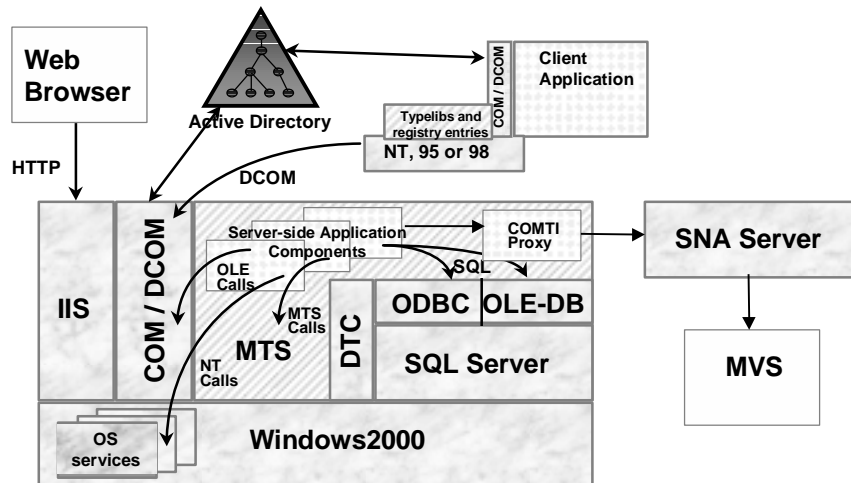 Web
Browser
Active Directory
COM / DCOM
Client
Application
Typelibs and
registry entries
NT, 95 or 98
HTTP
DCOM
IIS
COM / DCOM
Server-side Application
Components
OLE
Calls
MTS
Calls
NT
Calls
MTS
COMTI
Proxy
SQL
DTC
ODBC
OLE-DB
SQL Server
SNA Server
MVS
OS
services
Windows2000